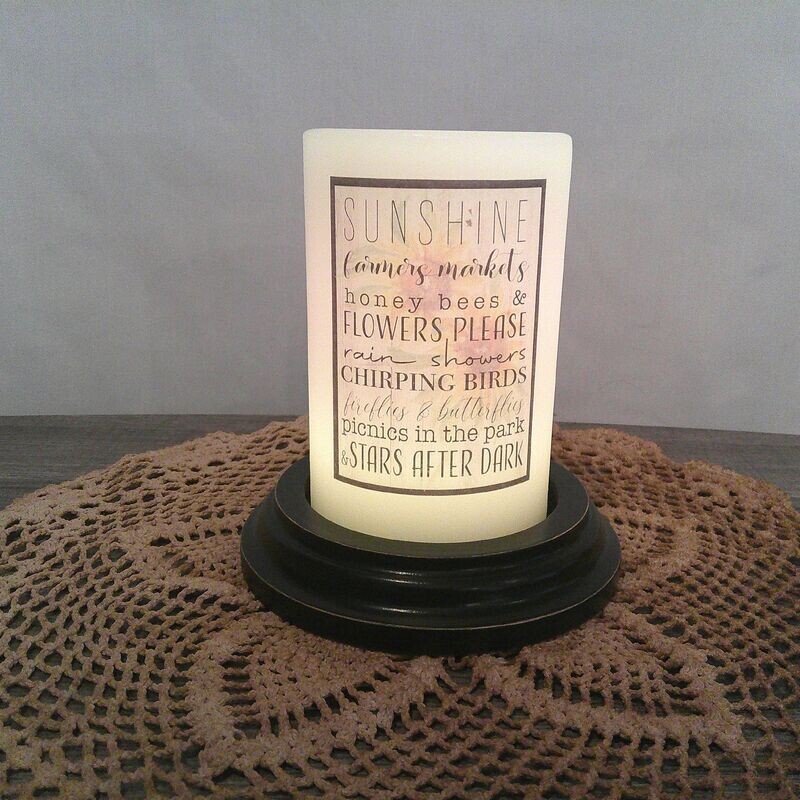 SUNSHINE
farmers markets
honey bees &
FLOWERS PLEASE
rain showers
CHIRPING BIRDS
fireflies & butterflies
picnics in the park
& STARS AFTER DARK